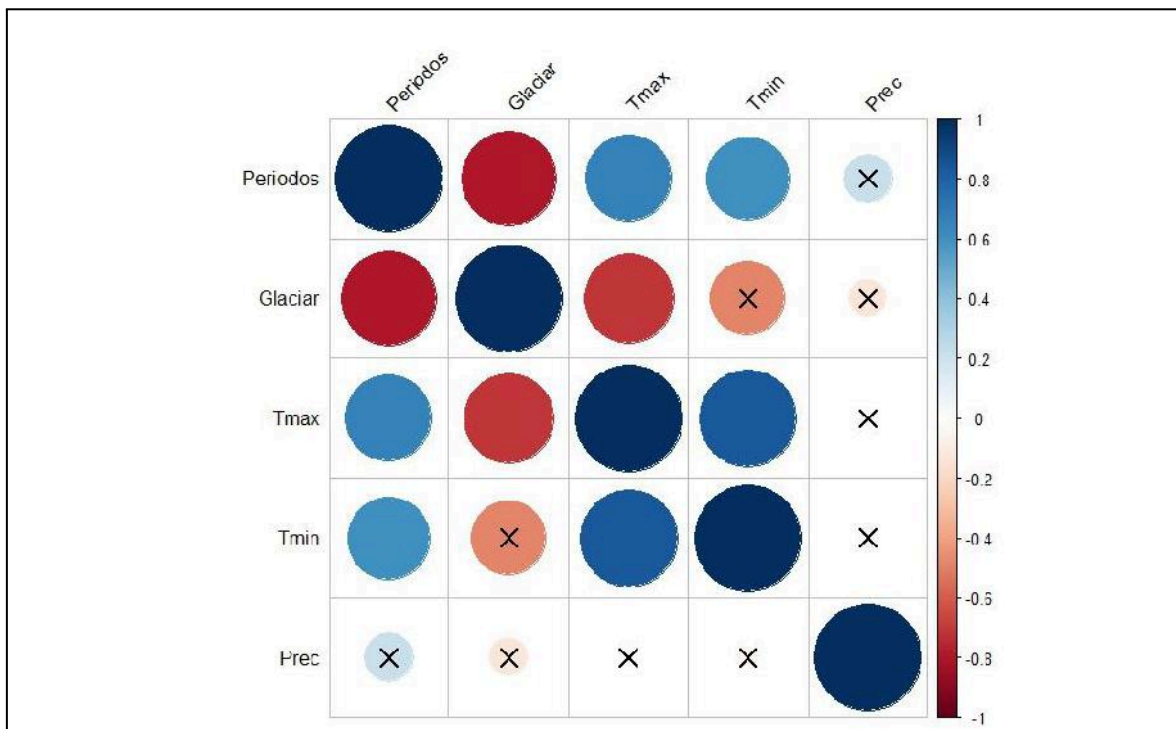 Periodos Glaciar Tmax Tmin Prec
Periodos
Glaciar
Tmax
Tmin
Prec
1
0.8
0.6
0.4
0.2
0
-0.2
-0.4
-0.6
-0.8
-1